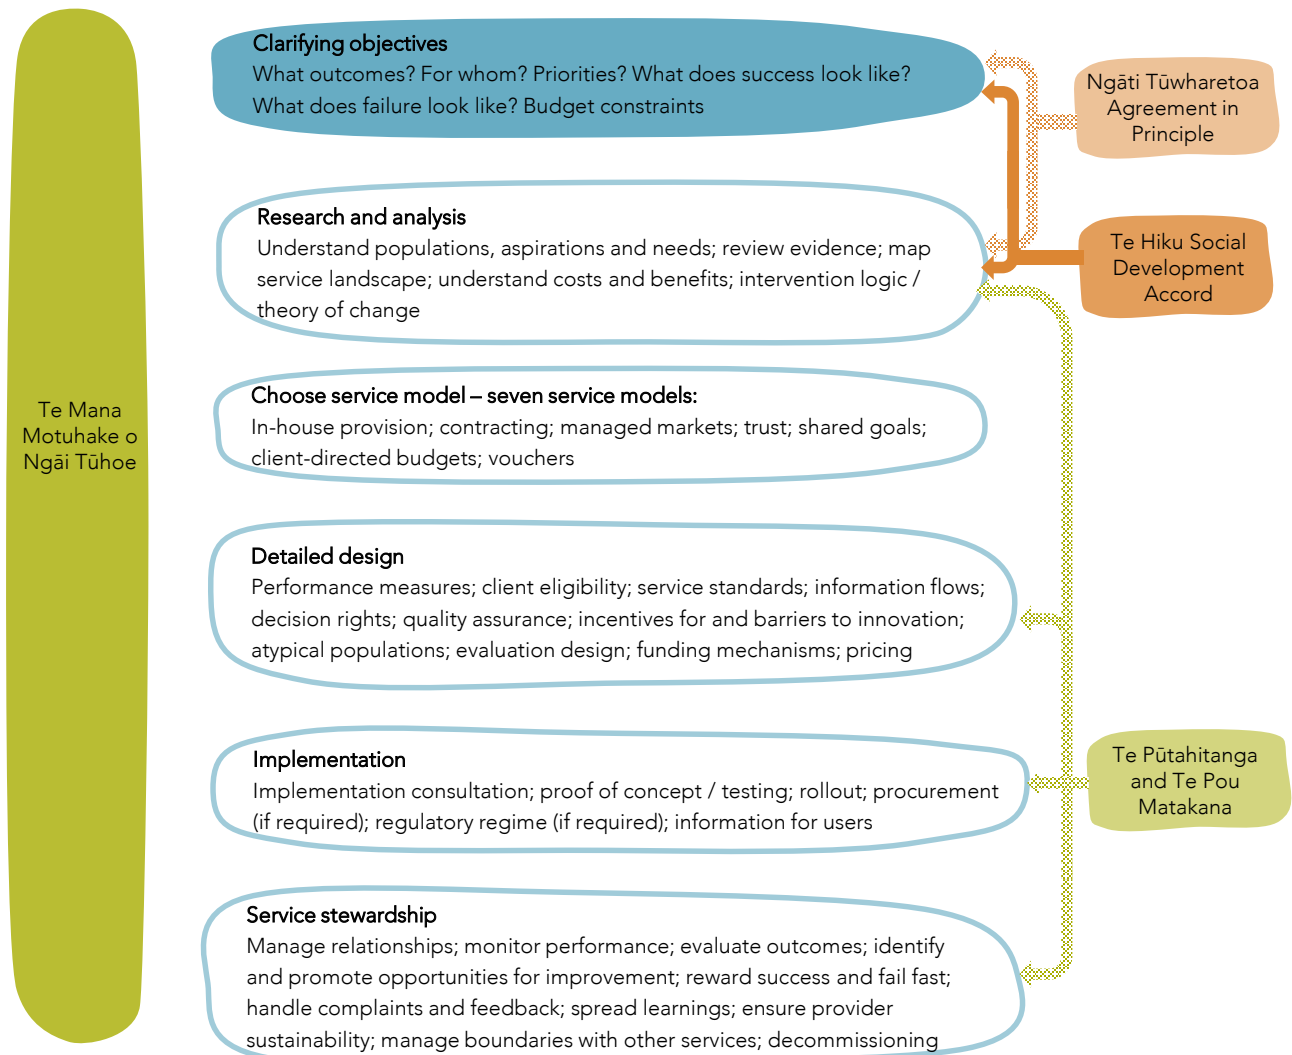 Clarifying objectives
What outcomes? For whom? Priorities? What does success look like?
What does failure look like? Budget constraints
Ngāti Tūwharetoa
Agreement in
Principle
Research and analysis
Understand populations, aspirations and needs; review evidence; map
service landscape; understand costs and benefits; intervention logic /
theory of change
Te Hiku Social
Development
Accord
Te Mana
Motuhake o
Ngāi Tūhoe
Choose service model – seven service models:
In-house provision; contracting; managed markets; trust; shared goals;
client-directed budgets; vouchers
Detailed design
Performance measures; client eligibility; service standards; information flows;
decision rights; quality assurance; incentives for and barriers to innovation;
atypical populations; evaluation design; funding mechanisms; pricing
Implementation
Implementation consultation; proof of concept / testing; rollout; procurement
(if required); regulatory regime (if required); information for users
Te Pūtahitanga
and Te Pou
Matakana
Service stewardship
Manage relationships; monitor performance; evaluate outcomes; identify
and promote opportunities for improvement; reward success and fail fast;
handle complaints and feedback; spread learnings; ensure provider
sustainability; manage boundaries with other services; decommissioning